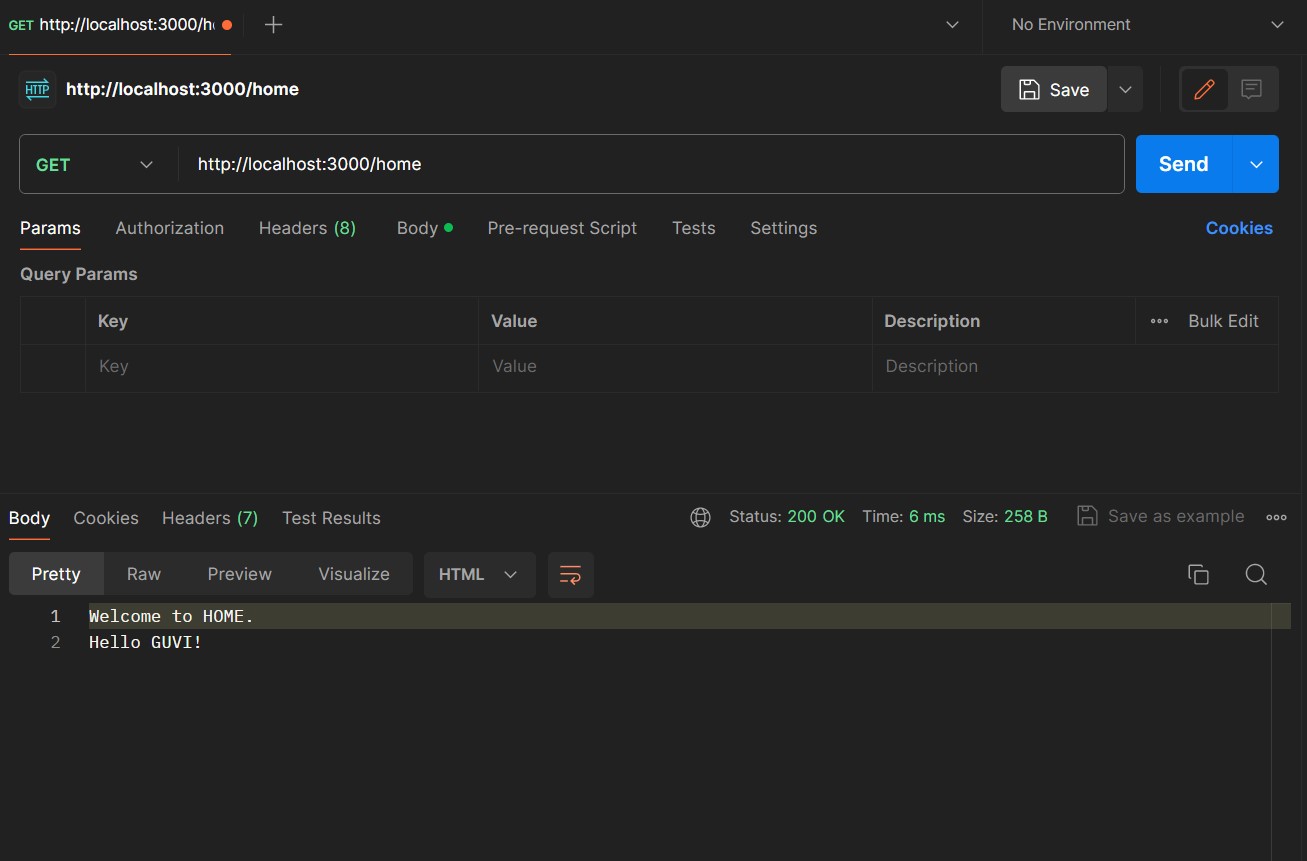 GET http://localhost:3000/h
No Environment
HTTP http://localhost:3000/home
Save
GET http://localhost:3000/home
Send
Params Authorization Headers (8) Body Pre-request Script Tests Settings Cookies
Query Params
Key Value Description Bulk Edit
Key Value Description
Body Cookies Headers (7) Test Results Status: 200 OK Time: 6 ms Size: 258 B Save as example
Pretty Raw Preview Visualize HTML
1 Welcome to HOME.
2 Hello GUVI!